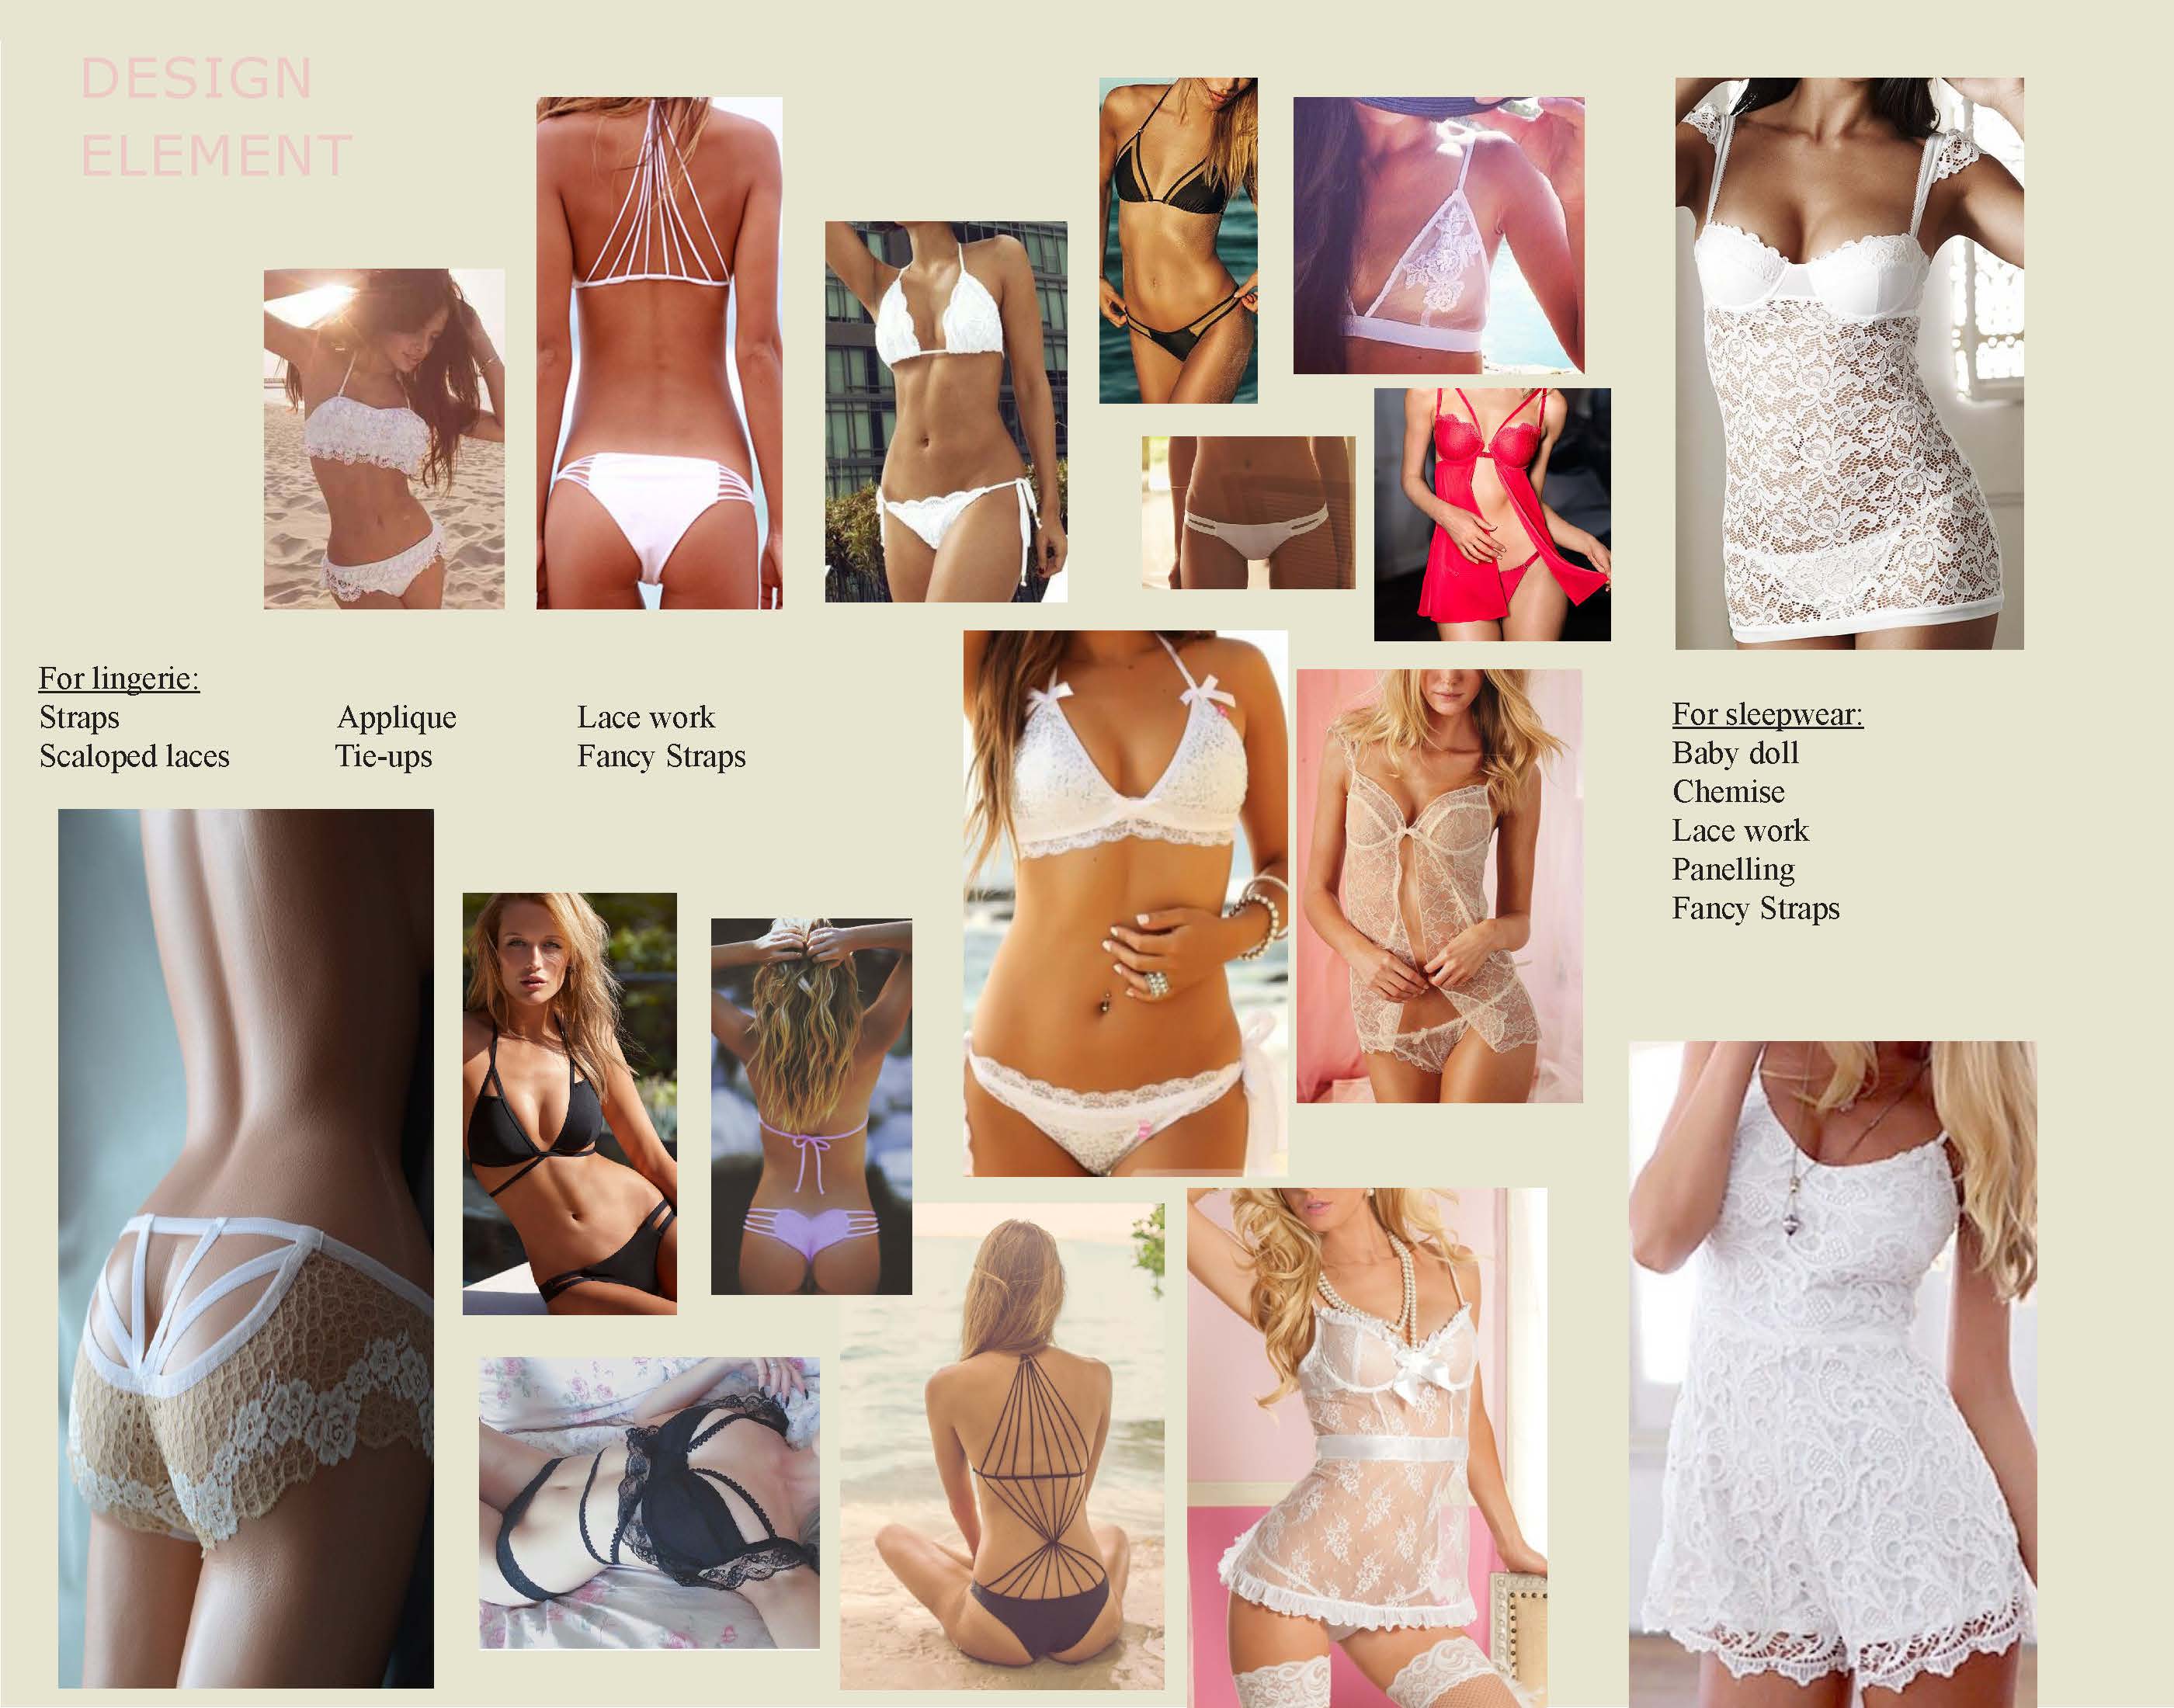 DESIGN
ELEMENT
For lingerie:
Straps Applique Lace work
Scaloped laces Tie-ups Fancy Straps
For sleepwear:
Baby doll
Chemise
Lace work
Panelling
Fancy Straps